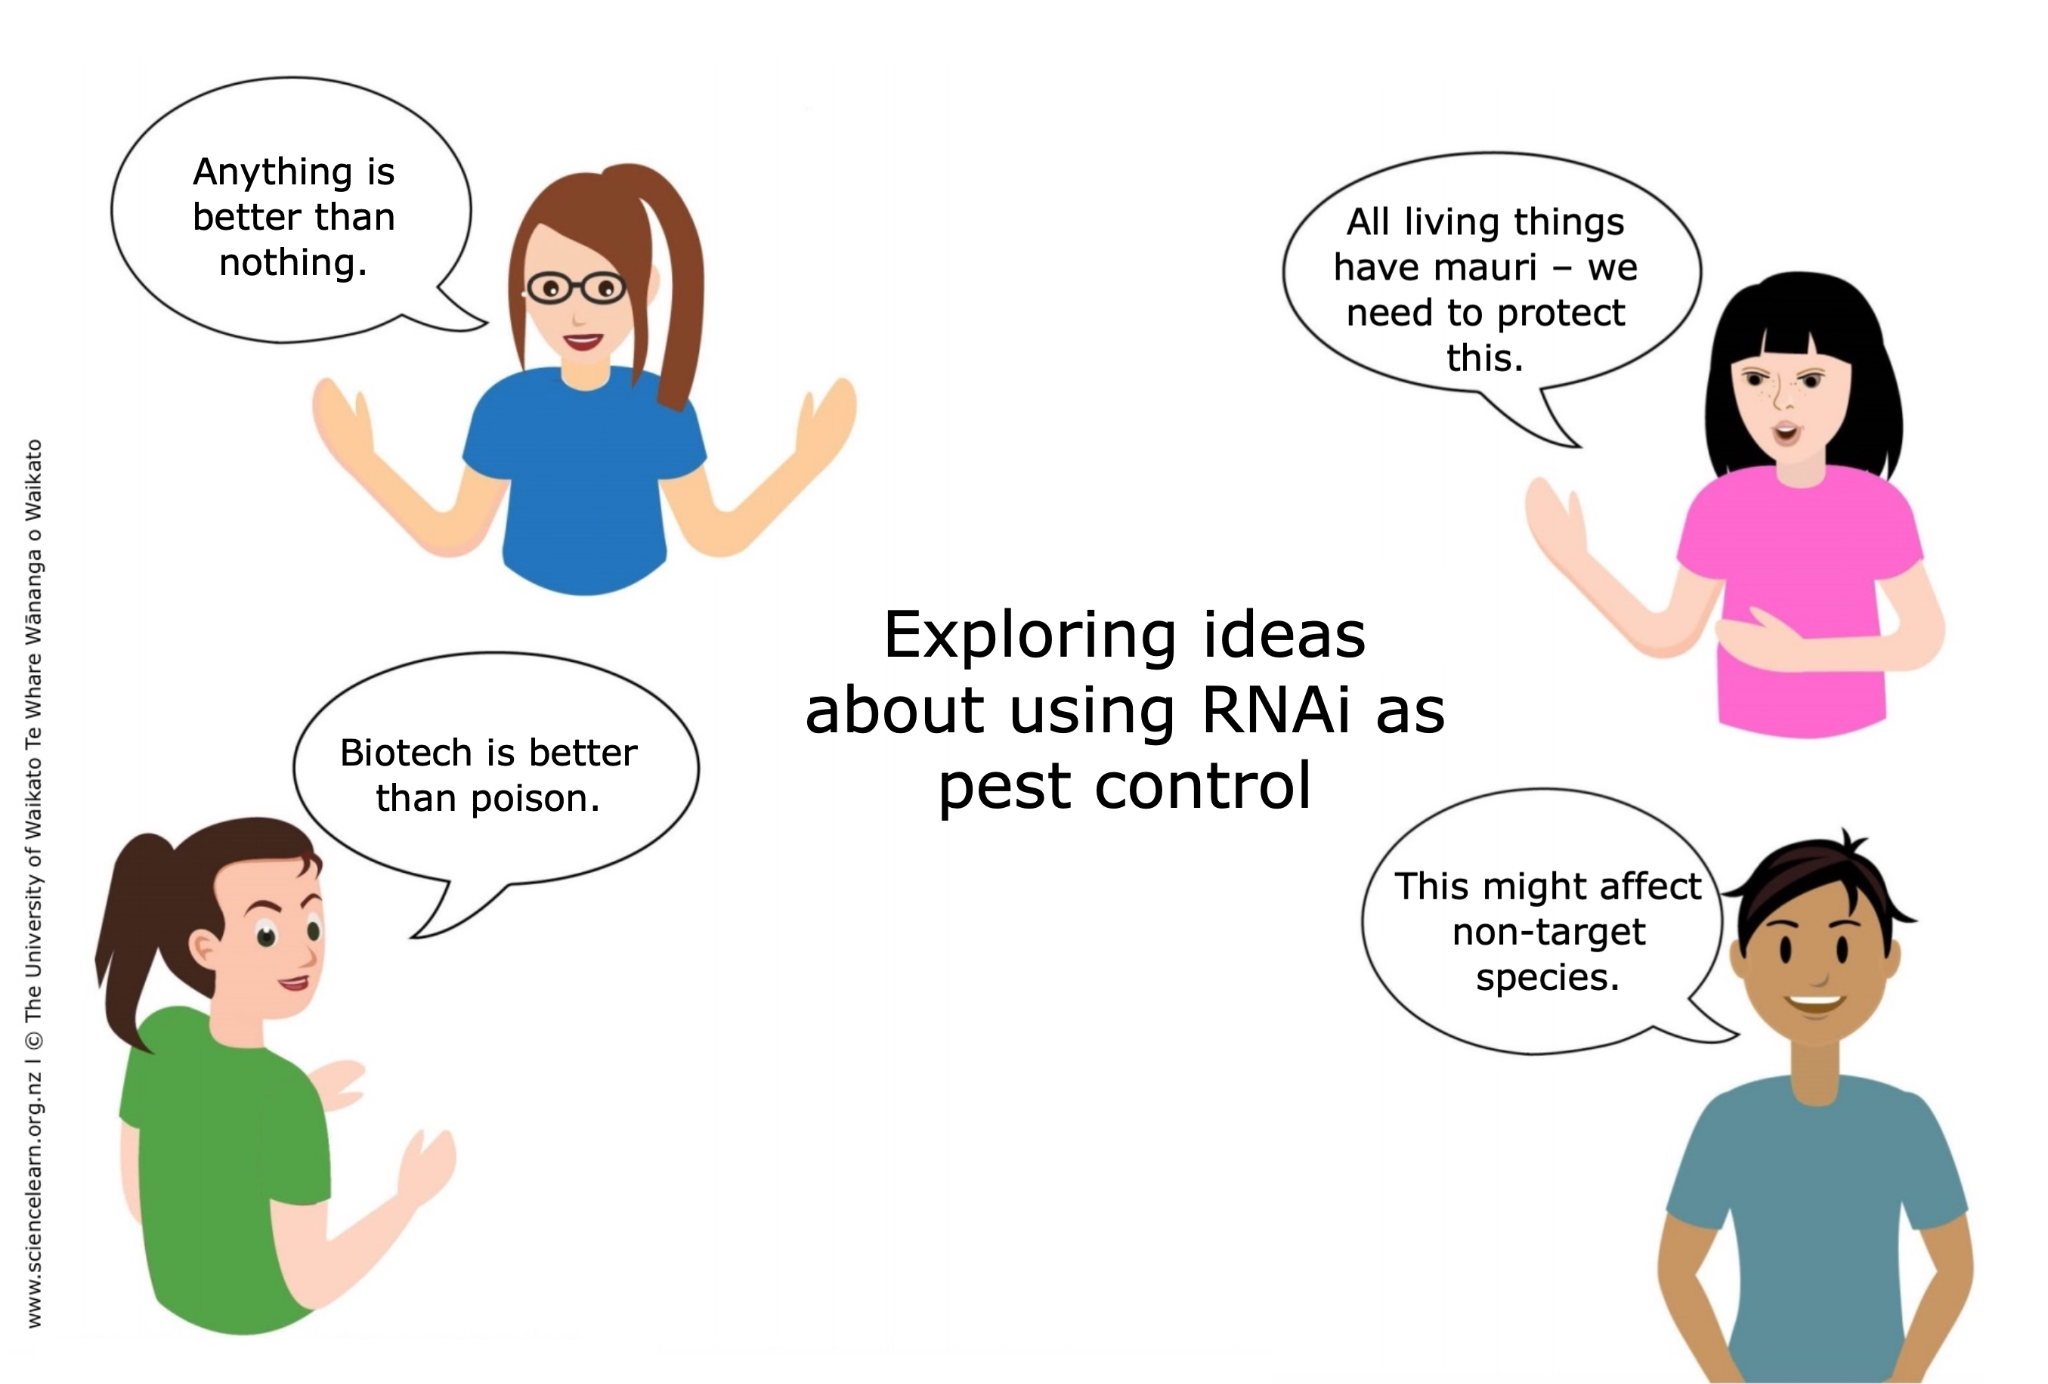 Anything is
better than
nothing.
All living things
have mauri – we
need to protect
this.
Exploring ideas
about using RNAi as
pest control
Biotech is better
than poison.
This might affect
non-target
species.
www.sciencelearn.org.nz I © The University of Waikato Te Whare Wānanga o Waikato